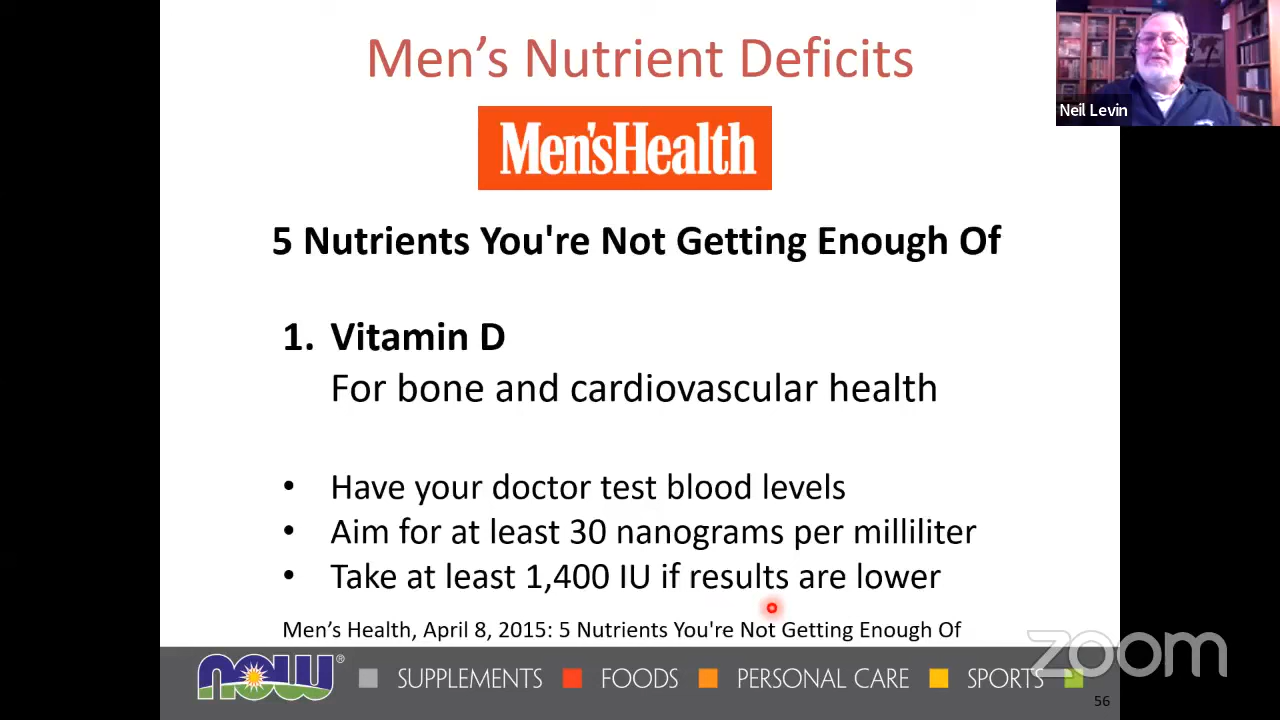 Men's Nutrient Deficits
Neil Levin
Men'sHealth
5 Nutrients You're Not Getting Enough Of
1. Vitamin D
For bone and cardiovascular health
• Have your doctor test blood levels
• Aim for at least 30 nanograms per milliliter
• Take at least 1,400 IU if results are lower
Men’s Health, April 8, 2015: 5 Nutrients You're Not Getting Enough Of
zoom
NOW® SUPPLEMENTS FOODS PERSONAL CARE SPORTS
56